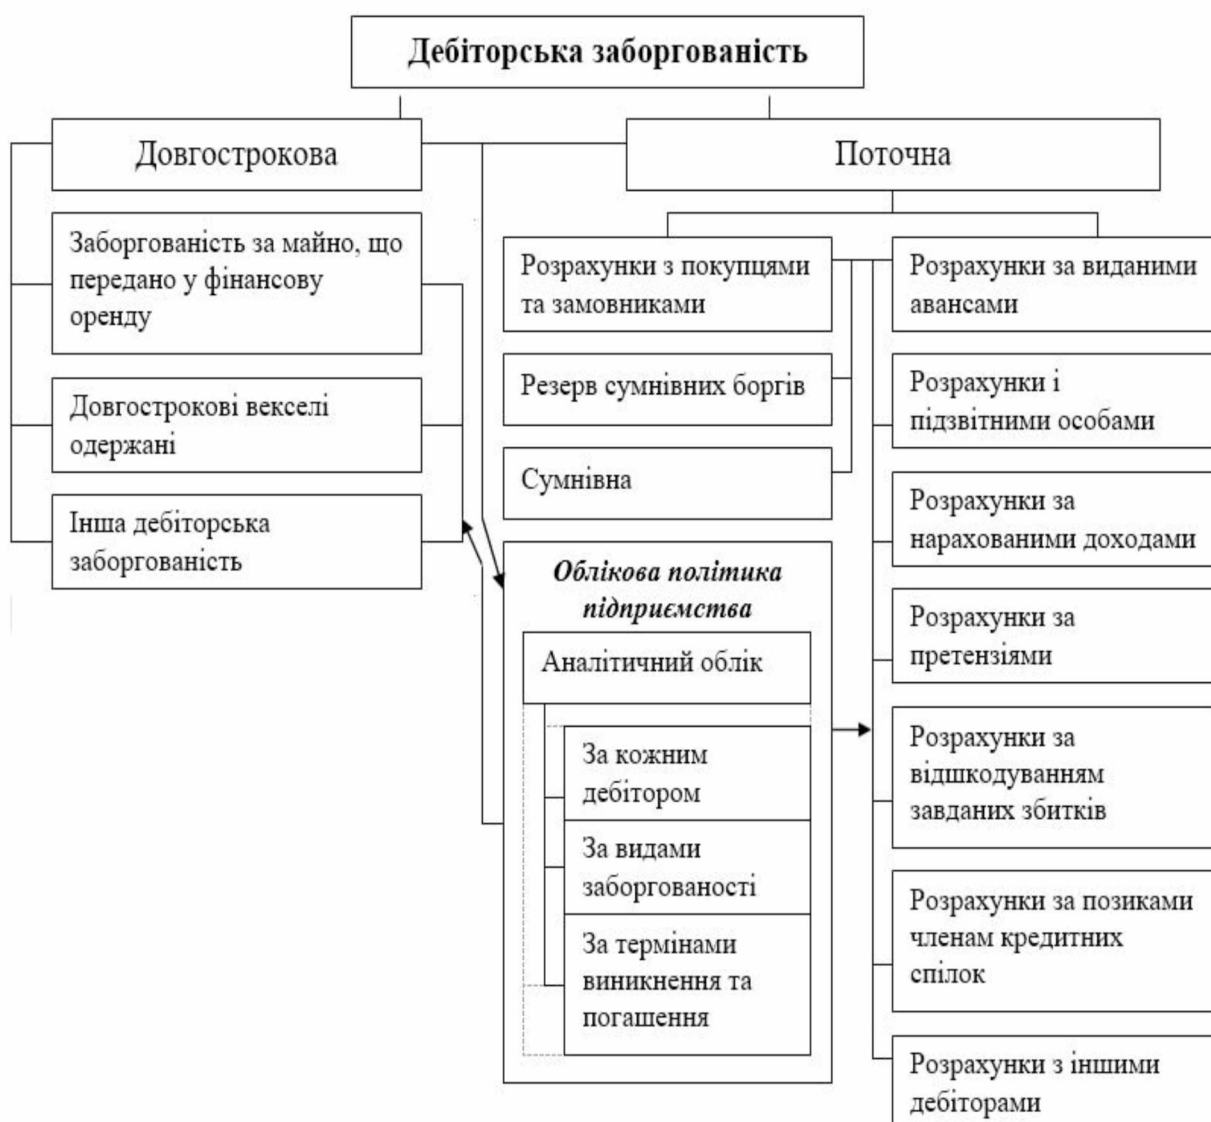 Дебіторська заборгованість
Довгострокова
Поточна
Заборгованість за майно, що
передано у фінансову
оренду
Довгострокові векселі
одержані
Інша дебіторська
заборгованість
Розрахунки з покупцями
та замовниками
Резерв сумнівних боргів
Сумнівна
Облікова політика
підприємства
Аналітичний облік
За кожним
дебітором
За видами
заборгованості
За термінами
виникнення та
погашення
Розрахунки за виданими
авансами
Розрахунки і
підзвітними особами
Розрахунки за
нарахованими доходами
Розрахунки за
претензіями
Розрахунки за
відшкодуванням
завданих збитків
Розрахунки за позиками
членам кредитних
спілок
Розрахунки з іншими
дебіторами